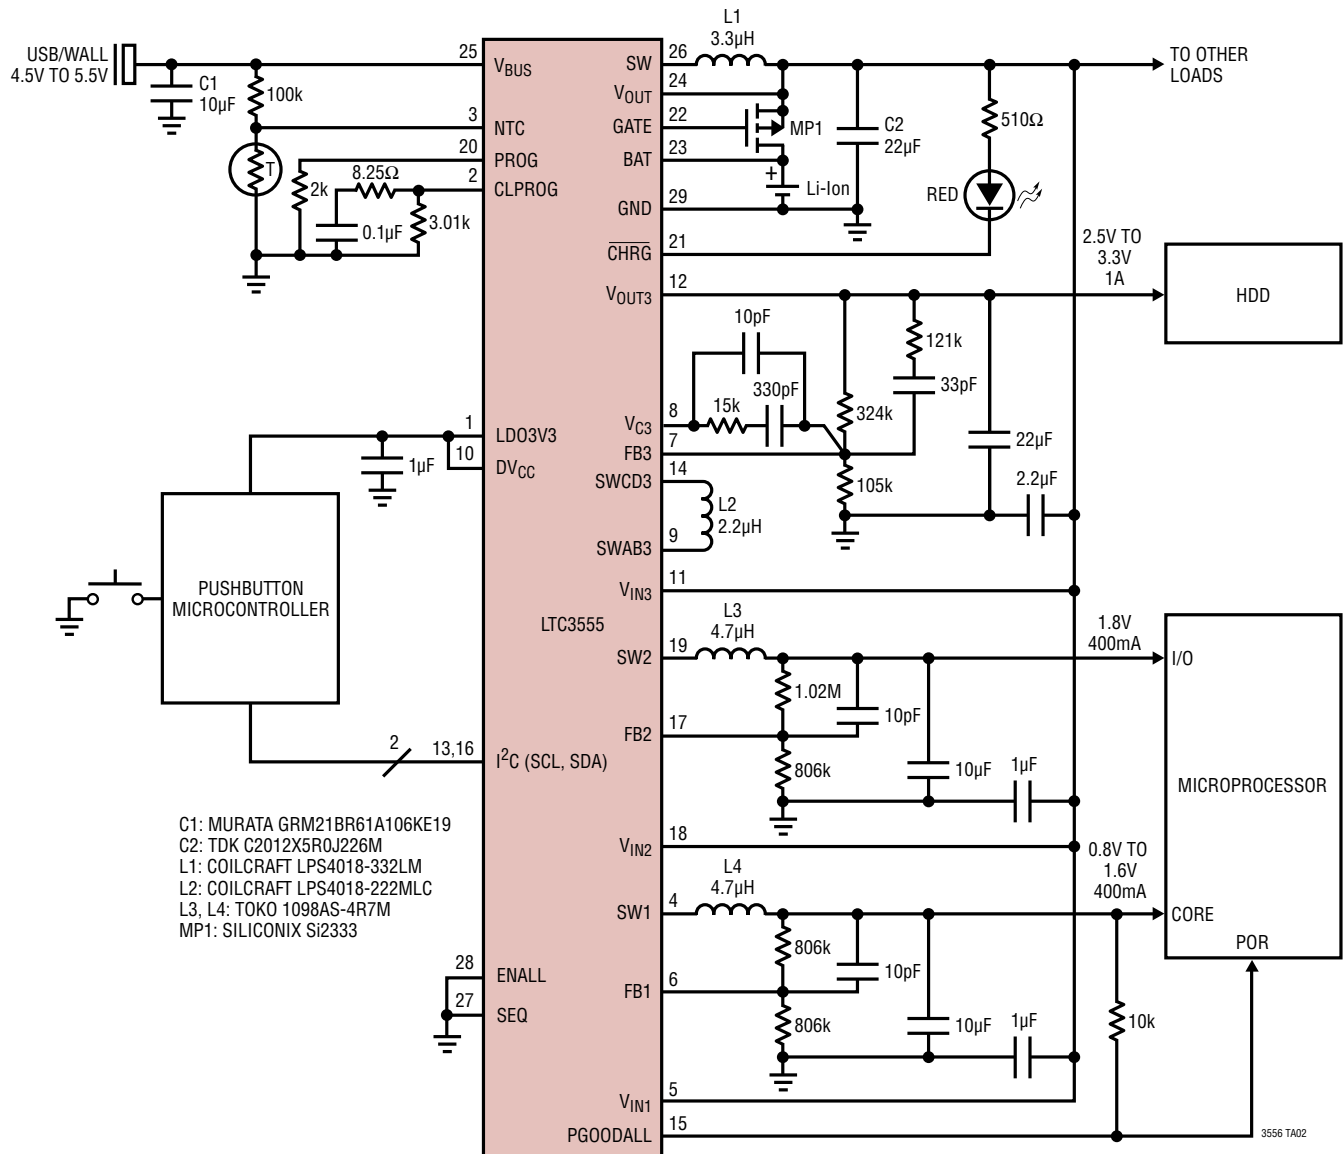 USB/WALL
4.5V TO 5.5V
C1
10µF
100k
T
2k
8.25Ω
0.1µF
3.01k
25
VBUS
3
NTC
20
PROG
2
CLPROG
1
LDO3V3
10
DVCC
1µF
PUSHBUTTON
MICROCONTROLLER
2
13,16
I2C (SCL, SDA)
C1: MURATA GRM21BR61A106KE19
C2: TDK C2012X5R0J226M
L1: COILCRAFT LPS4018-332LM
L2: COILCRAFT LPS4018-222MLC
L3, L4: TOKO 1098AS-4R7M
MP1: SILICONIX Si2333
28
ENALL
27
SEQ
LTC3555
SW
26
L1
3.3µH
TO OTHER
LOADS
VOUT
24
GATE
22
MP1
C2
22µF
510Ω
BAT
23
+
Li-Ion
RED
GND
29
CHRG
21
VOUT3
12
2.5V TO
3.3V
1A
HDD
10pF
121k
330pF
33pF
15k
324k
VC3
8
FB3
7
22µF
SWCD3
14
105k
2.2µF
L2
2.2µH
SWAB3
9
VIN3
11
L3
4.7µH
SW2
19
1.8V
400mA
I/O
1.02M
10pF
FB2
17
806k
10µF
1µF
MICROPROCESSOR
VIN2
18
L4
4.7µH
0.8V TO
1.6V
400mA
SW1
4
CORE
POR
806k
10pF
FB1
6
806k
10µF
1µF
10k
VIN1
5
PGOODALL
15
3556 TA02